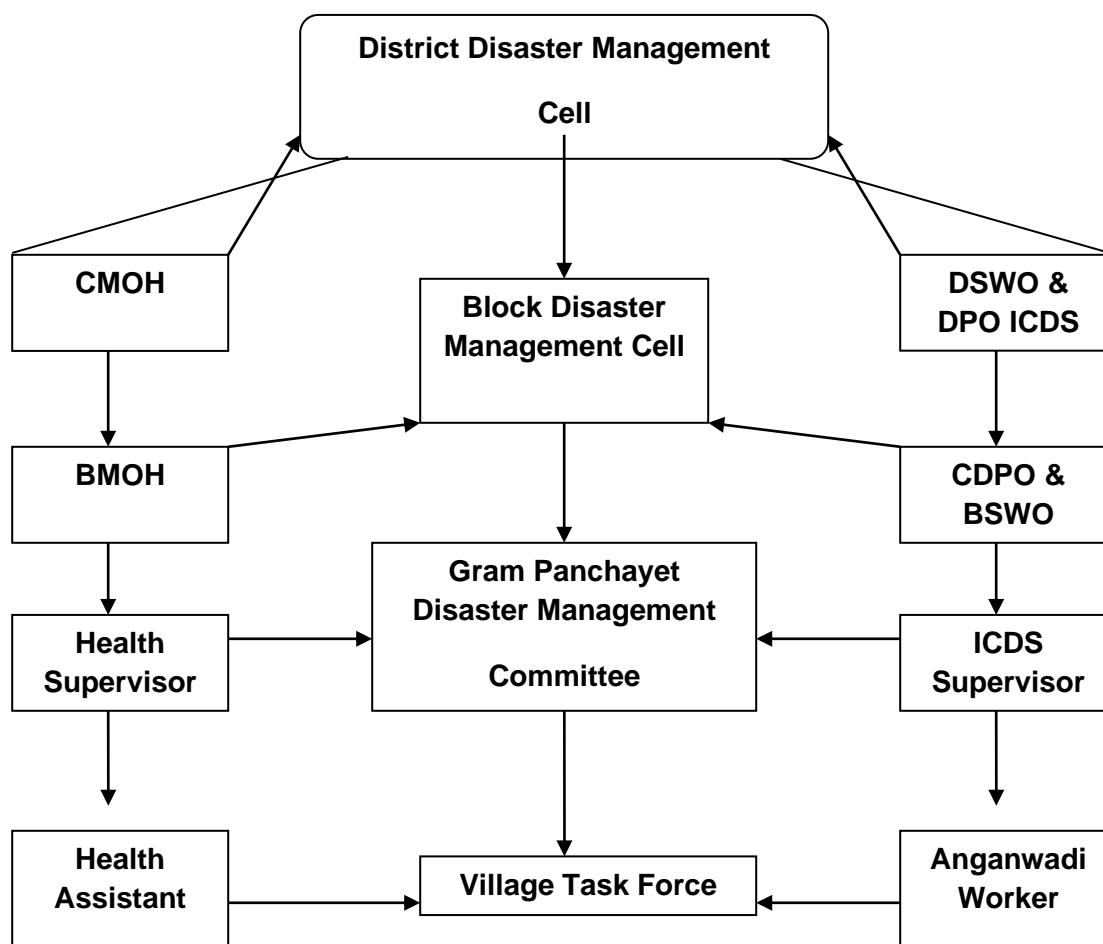 District Disaster Management
Cell
CMOH
Block Disaster
Management Cell
DSWO &
DPO ICDS
BMOH
CDPO &
BSWO
Gram Panchayet
Disaster Management
Committee
Health
Supervisor
ICDS
Supervisor
Health
Assistant
Village Task Force
Anganwadi
Worker